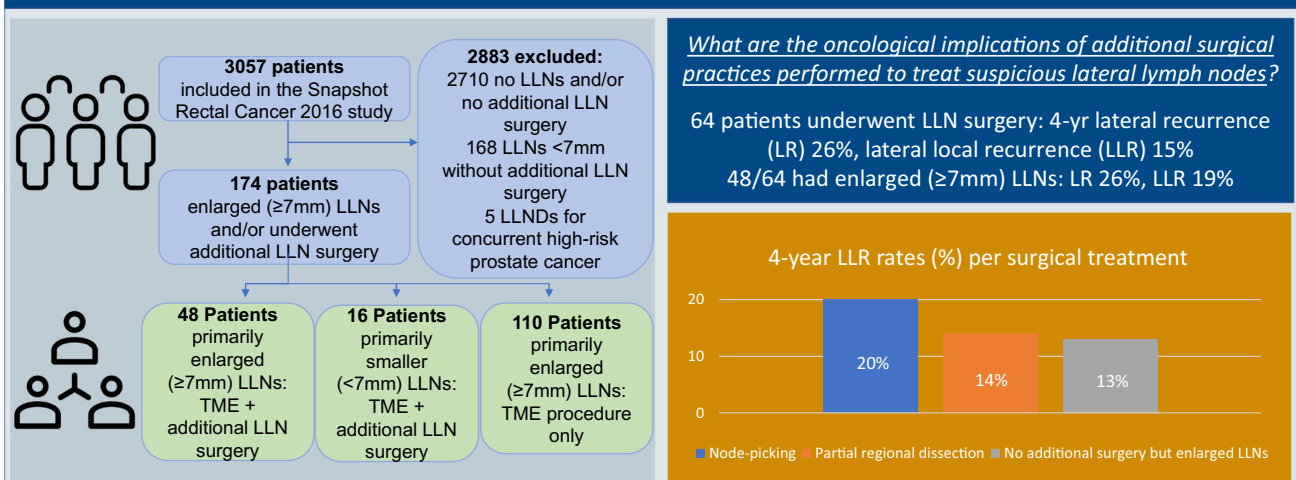 3057 patients
included in the Snapshot
Rectal Cancer 2016 study
2883 excluded:
2710 no LLNs and/or
no additional LLN
surgery
168 LLNs <7mm
without additional LLN
surgery
5 LLNDs for
concurrent high-risk
prostate cancer
174 patients
enlarged (≥7mm) LLNs
and/or underwent
additional LLN surgery
48 Patients
primarily
enlarged
(≥7mm) LLNs:
TME +
additional LLN
surgery
16 Patients
primarily
smaller
(<7mm) LLNs:
TME +
additional LLN
surgery
110 Patients
primarily
enlarged
(≥7mm) LLNs:
TME procedure
only
What are the oncological implications of additional surgical
practices performed to treat suspicious lateral lymph nodes?
64 patients underwent LLN surgery: 4-yr lateral recurrence
(LR) 26%, lateral local recurrence (LLR) 15%
48/64 had enlarged (≥7mm) LLNs: LR 26%, LLR 19%
4-year LLR rates (%) per surgical treatment
20
10
0
20%
14%
13%
Node-picking
Partial regional dissection
No additional surgery but enlarged LLNs